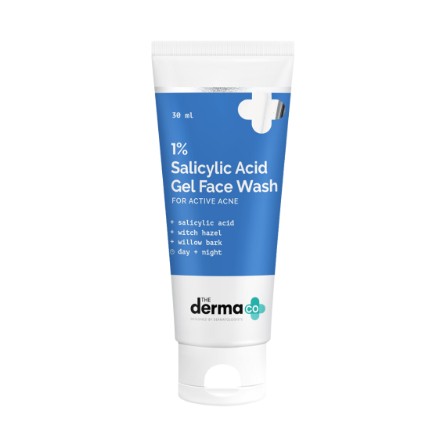 30 ml
1%
Salicylic Acid
Gel Face Wash
FOR ACTIVE ACNE
+ salicylic acid
+ witch hazel
+ willow bark
day + night
THE
derma co